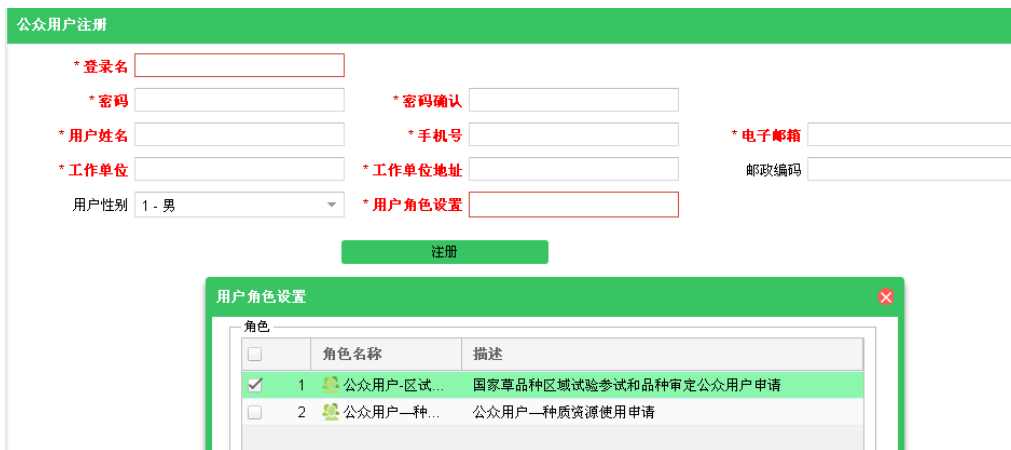 公众用户注册
* 登录名
* 密码 * 密码确认
* 用户姓名 * 手机号 * 电子邮箱
* 工作单位 * 工作单位地址 邮政编码
用户性别 1 - 男 * 用户角色设置
注册
用户角色设置
角色
角色名称 描述
1 公众用户-区试... 国家草品种区域试验参试和品种审定公众用户申请
2 公众用户—种... 公众用户—种质资源使用申请